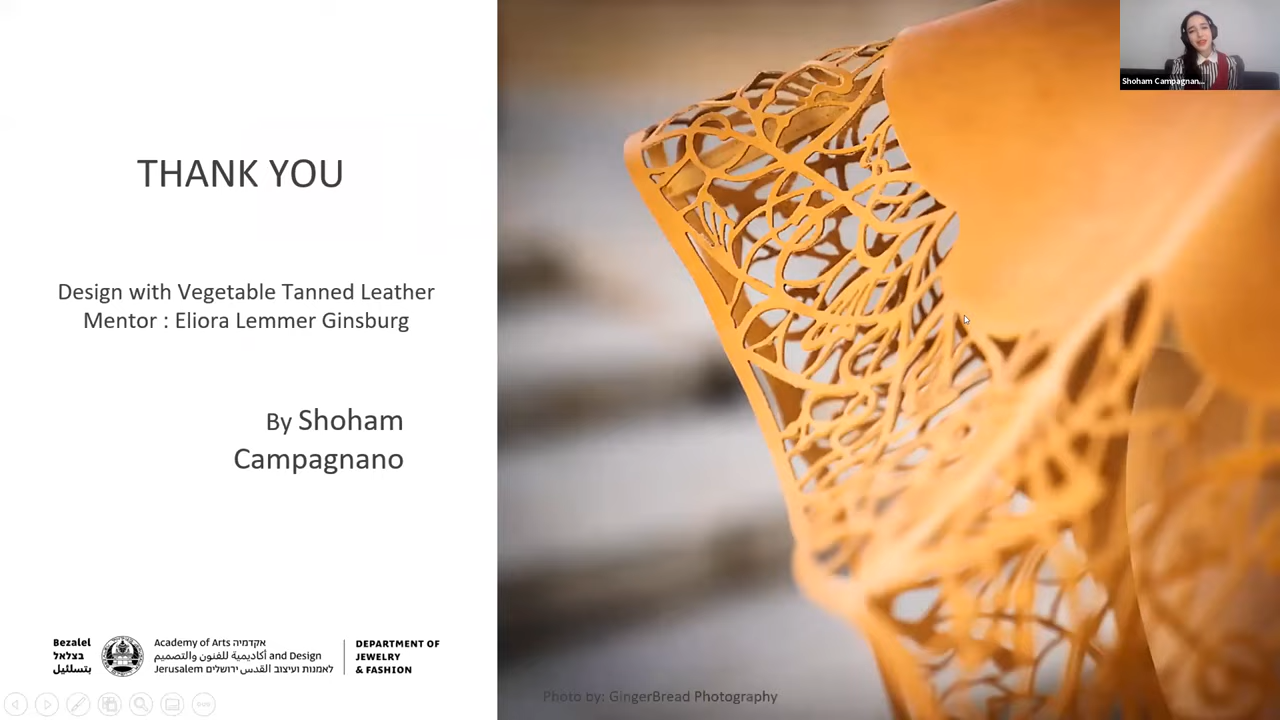 THANK YOU
Design with Vegetable Tanned Leather
Mentor : Eliora Lemmer Ginsburg
By Shoham
Campagnano
Bezalel
בצלאל
بتسلئيل
Academy of Arts אקדמיה
أكاديمية للفنون والتصميم and Design
Jerusalem לאמנות ועיצוב القدس ירושלים
DEPARTMENT OF
JEWELRY
& FASHION
Photo by: GingerBread Photography
Shoham Campagnan...